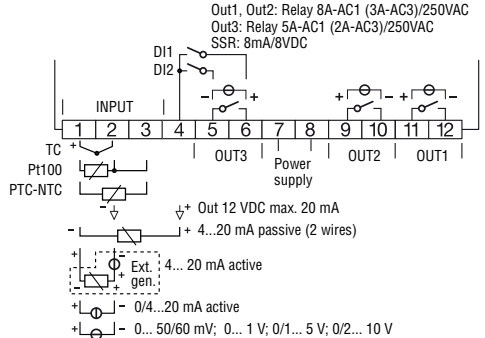 Out1, Out2: Relay 8A-AC1 (3A-AC3)/250VAC
Out3: Relay 5A-AC1 (2A-AC3)/250VAC
SSR: 8mA/8VDC
DI1
DI2
- +
- +
- +
INPUT
1 2 3 4 5 6 7 8 9 10 11 12
TC +
OUT3
Power supply
OUT2
OUT1
Pt100
PTC-NTC
- + Out 12 VDC max. 20 mA
- + 4...20 mA passive (2 wires)
+ - Ext. gen. - + 4... 20 mA active
+ - 0/4...20 mA active
+ - 0... 50/60 mV; 0... 1 V; 0/1... 5 V; 0/2... 10 V